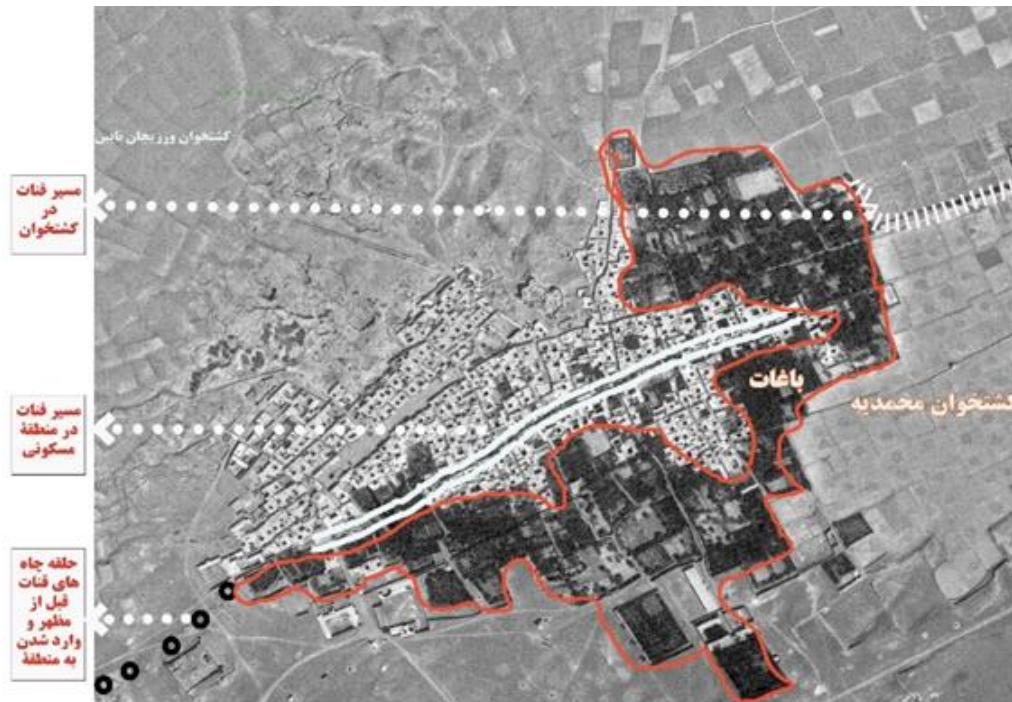 کشتخوان ورزیجان نایین
مسیر قنات
در
کشتخوان
باغات
کشتخوان محمدیه
مسیر قنات
در منطقهٔ
مسکونی
حلقه چاه
های قنات
قبل از
مظهر و
وارد شدن
به منطقهٔ